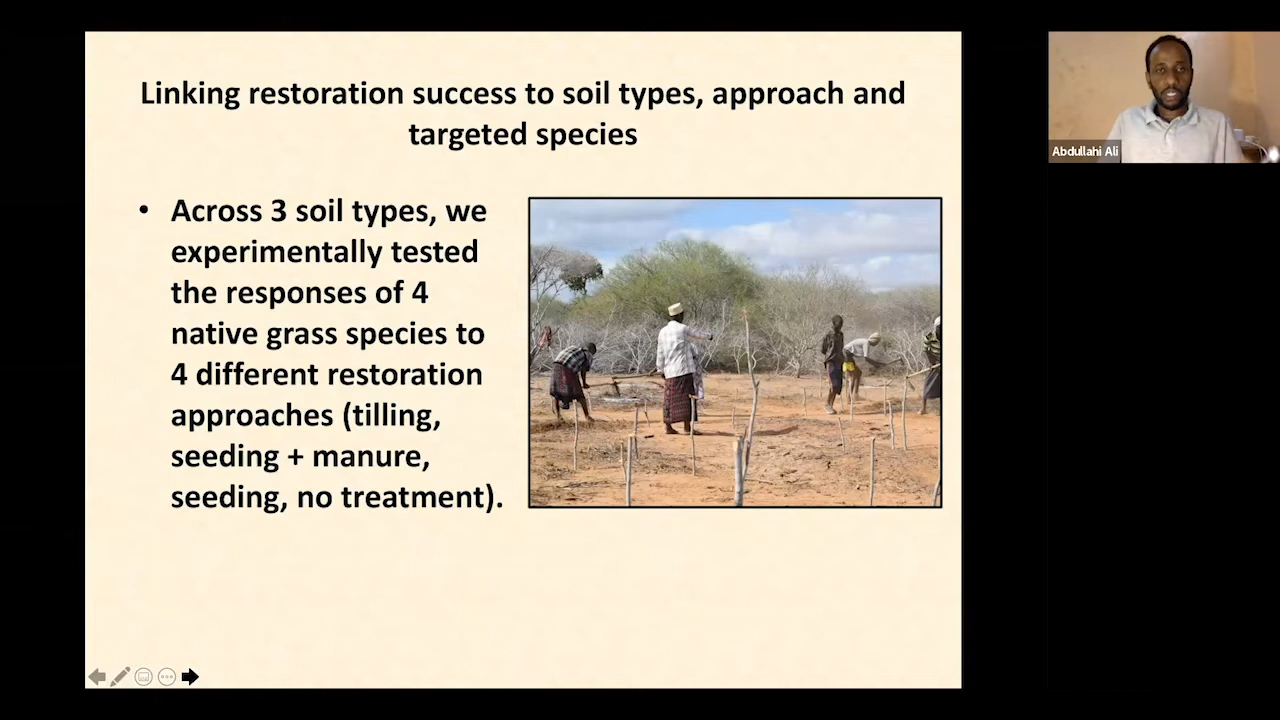 Linking restoration success to soil types, approach and
targeted species
• Across 3 soil types, we
experimentally tested
the responses of 4
native grass species to
4 different restoration
approaches (tilling,
seeding + manure,
seeding, no treatment).
Abdullahi Ali